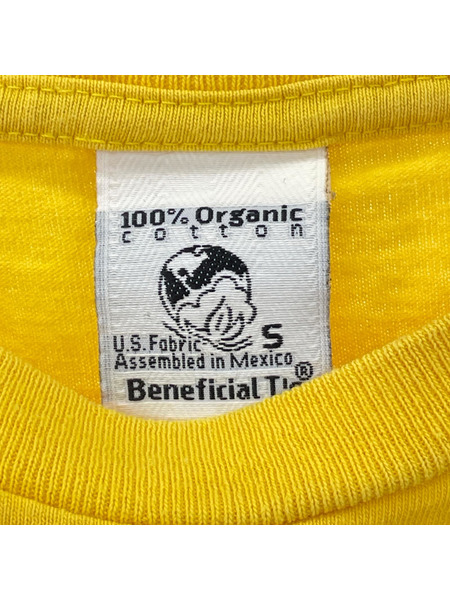 100% Organic
cotton
S
U.S. Fabric
Assembled in Mexico
®
Beneficial